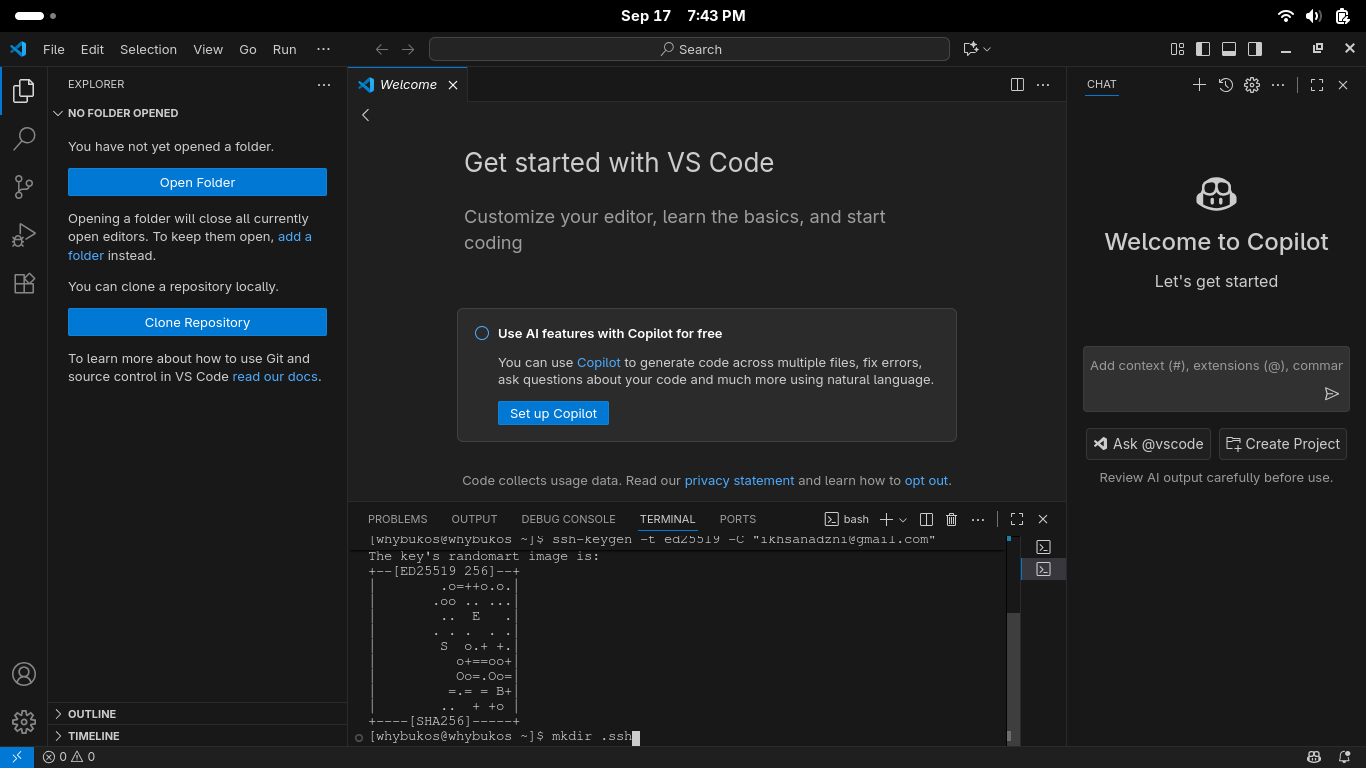 Sep 17 7:43 PM
File Edit Selection View Go Run ···
Search
EXPLORER
NO FOLDER OPENED
You have not yet opened a folder.
Open Folder
Opening a folder will close all currently
open editors. To keep them open, add a
folder instead.
You can clone a repository locally.
Clone Repository
To learn more about how to use Git and
source control in VS Code read our docs.
OUTLINE
TIMELINE
Welcome
Get started with VS Code
Customize your editor, learn the basics, and start
coding
Use AI features with Copilot for free
You can use Copilot to generate code across multiple files, fix errors,
ask questions about your code and much more using natural language.
Set up Copilot
Code collects usage data. Read our privacy statement and learn how to opt out.
PROBLEMS OUTPUT DEBUG CONSOLE TERMINAL PORTS
bash
[whybukos@whybukos ~]$ ssh-keygen -t ed25519 -C "ikhsanadzni@gmail.com"
The key's randomart image is:
+--[ED25519 256]--+
|        .o=++o.o.|
|       .oo .. ...|
|        ..  E   .|
|       . . .  . .|
|        S  o.+ +.|
|          o+==oo+|
|          Oo=.Oo=|
|         =.= = B+|
|        ..  + +o |
+----[SHA256]-----+
[whybukos@whybukos ~]$ mkdir .ssh
CHAT
Welcome to Copilot
Let's get started
Add context (#), extensions (@), commar
Ask @vscode
Create Project
Review AI output carefully before use.
0 0